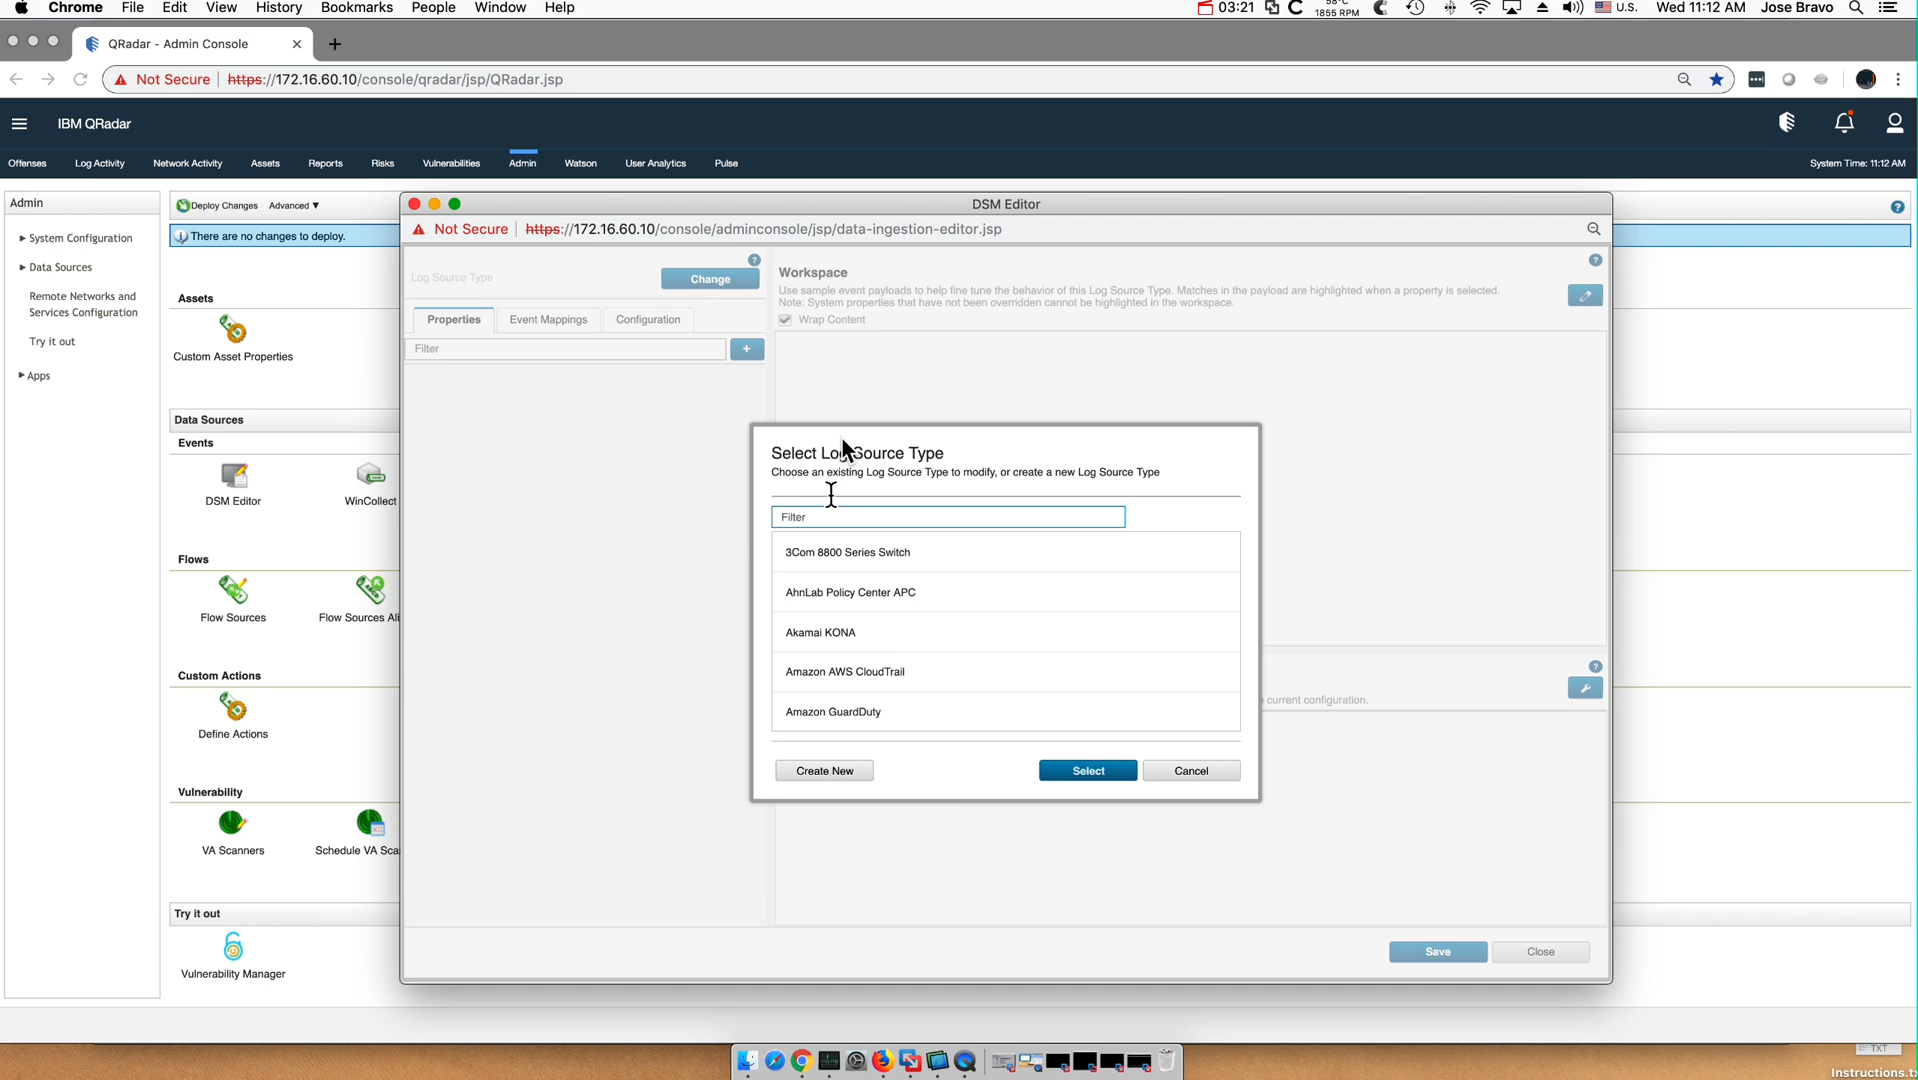 Chrome File Edit View History Bookmarks People Window Help
03:21 58°C 1855 RPM U.S. Wed 11:12 AM Jose Bravo
QRadar - Admin Console
Not Secure https://172.16.60.10/console/qradar/jsp/QRadar.jsp
IBM QRadar
Offenses Log Activity Network Activity Assets Reports Risks Vulnerabilities Admin Watson User Analytics Pulse System Time: 11:12 AM
Admin
System Configuration
Data Sources
Remote Networks and
Services Configuration
Try it out
Apps
Deploy Changes Advanced ▼
There are no changes to deploy.
Assets
Custom Asset Properties
Data Sources
Events
DSM Editor WinCollect
Flows
Flow Sources Flow Sources Ali
Custom Actions
Define Actions
Vulnerability
VA Scanners Schedule VA Sca
Try it out
Vulnerability Manager
DSM Editor
Not Secure https://172.16.60.10/console/adminconsole/jsp/data-ingestion-editor.jsp
Log Source Type Change
Properties Event Mappings Configuration
Filter +
Workspace
Use sample event payloads to help fine tune the behavior of this Log Source Type. Matches in the payload are highlighted when a property is selected.
Note: System properties that have not been overridden cannot be highlighted in the workspace.
Wrap Content
Select Log Source Type
Choose an existing Log Source Type to modify, or create a new Log Source Type
Filter
3Com 8800 Series Switch
AhnLab Policy Center APC
Akamai KONA
Amazon AWS CloudTrail
Amazon GuardDuty
Create New Select Cancel
current configuration.
Save Close
TXT
Instructions.t